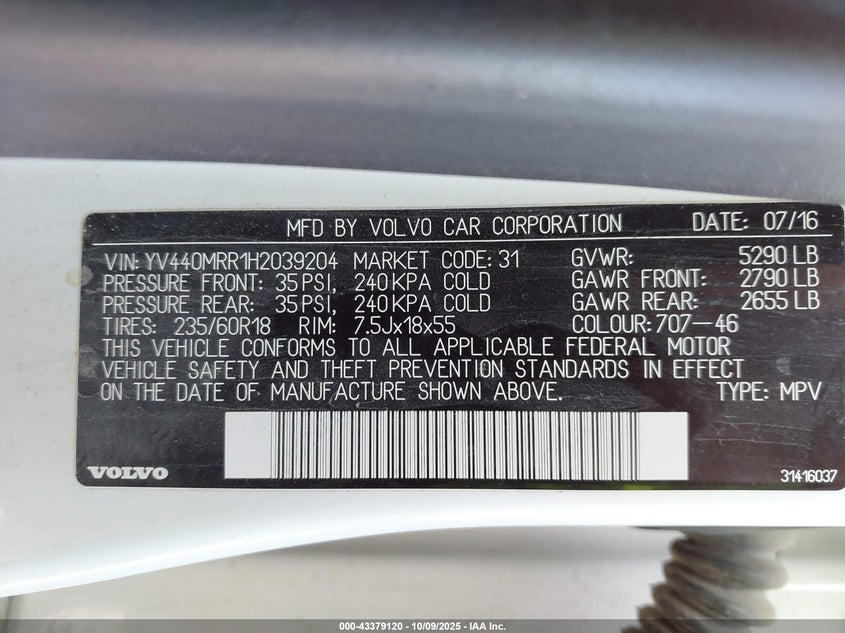 MFD BY VOLVO CAR CORPORATION DATE: 07/16
VIN: YV440MRR1H2039204 MARKET CODE: 31 GVWR: 5290 LB
PRESSURE FRONT: 35 PSI, 240 KPA COLD GAWR FRONT: 2790 LB
PRESSURE REAR: 35 PSI, 240 KPA COLD GAWR REAR: 2655 LB
TIRES: 235/60R18 RIM: 7.5Jx18x55 COLOUR: 707-46
THIS VEHICLE CONFORMS TO ALL APPLICABLE FEDERAL MOTOR
VEHICLE SAFETY AND THEFT PREVENTION STANDARDS IN EFFECT
ON THE DATE OF MANUFACTURE SHOWN ABOVE. TYPE: MPV
VOLVO 31416037
000-43379120 - 10/09/2025 - IAA Inc.